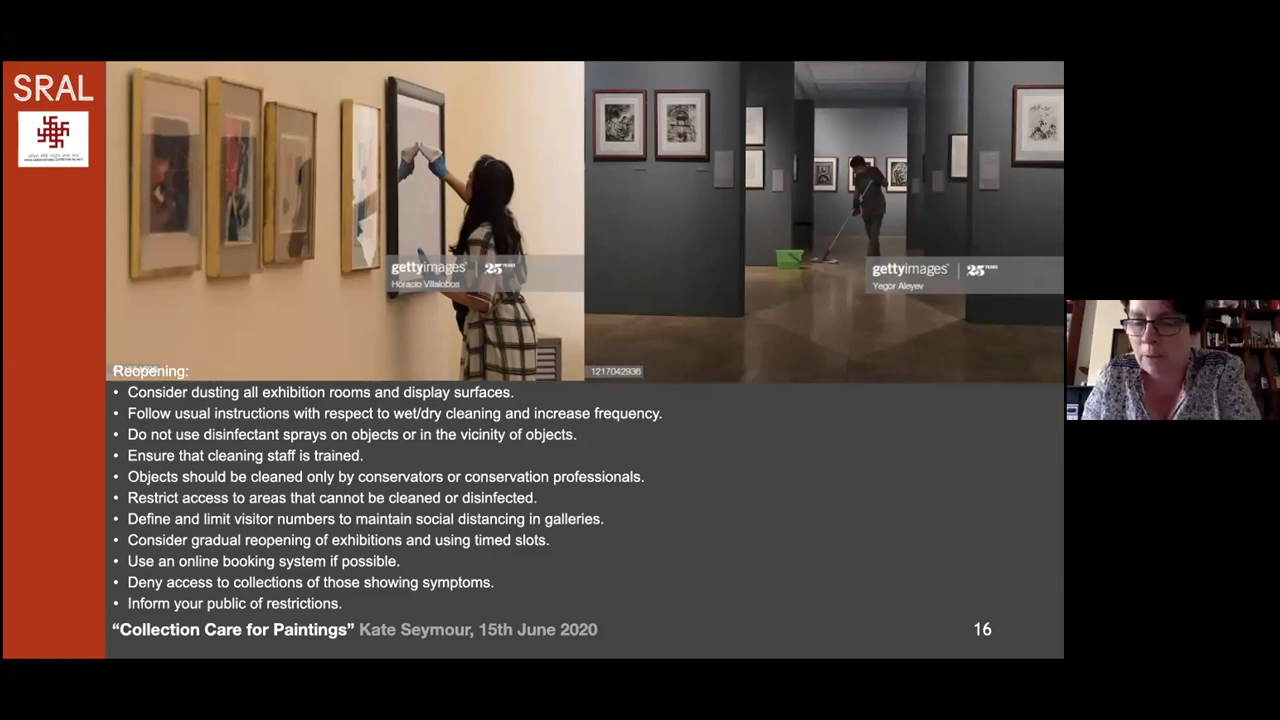 SRAL
gettyimages® | 25 YEARS
Horacio Villalobos
gettyimages® | 25 YEARS
Yegor Aleyev
1217042936
Reopening:
• Consider dusting all exhibition rooms and display surfaces.
• Follow usual instructions with respect to wet/dry cleaning and increase frequency.
• Do not use disinfectant sprays on objects or in the vicinity of objects.
• Ensure that cleaning staff is trained.
• Objects should be cleaned only by conservators or conservation professionals.
• Restrict access to areas that cannot be cleaned or disinfected.
• Define and limit visitor numbers to maintain social distancing in galleries.
• Consider gradual reopening of exhibitions and using timed slots.
• Use an online booking system if possible.
• Deny access to collections of those showing symptoms.
• Inform your public of restrictions.
“Collection Care for Paintings” Kate Seymour, 15th June 2020
16